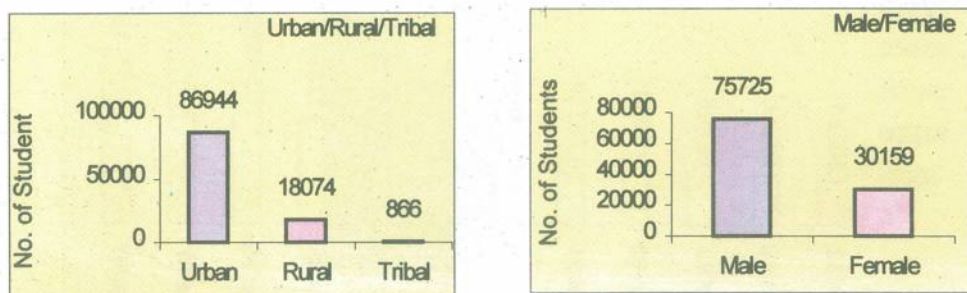 Urban/Rural/Tribal
No. of Student
100000
50000
0
86944
18074
866
Urban Rural Tribal
Male/Female
No. of Students
80000
60000
40000
20000
0
75725
30159
Male Female